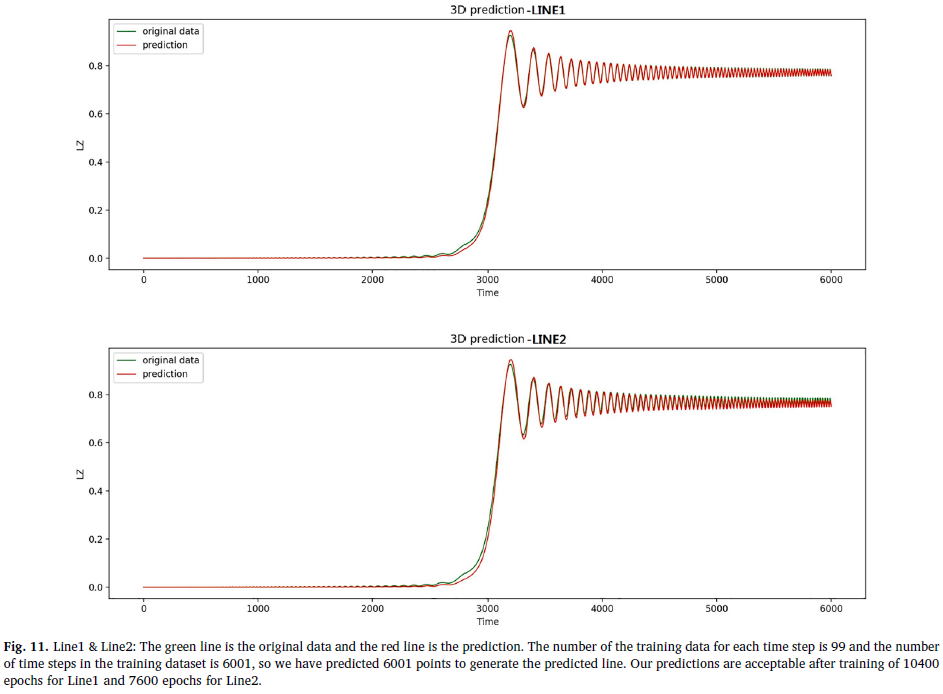 3D prediction-LINE1
original data
prediction
0.8
0.6
0.4
0.2
0.0
LZ
0 1000 2000 3000 4000 5000 6000
Time
3D prediction-LINE2
original data
prediction
0.8
0.6
0.4
0.2
0.0
LZ
0 1000 2000 3000 4000 5000 6000
Time
Fig. 11. Line1 & Line2: The green line is the original data and the red line is the prediction. The number of the training data for each time step is 99 and the number
of time steps in the training dataset is 6001, so we have predicted 6001 points to generate the predicted line. Our predictions are acceptable after training of 10400
epochs for Line1 and 7600 epochs for Line2.